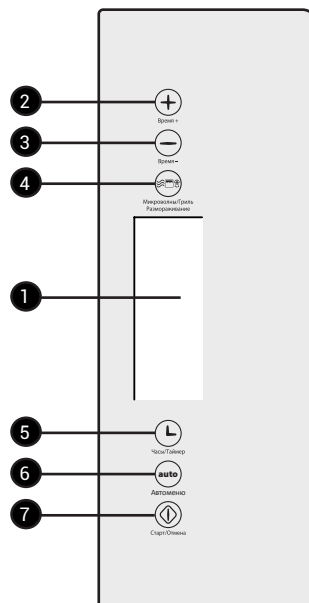 2
Время +
3
Время –
4
Микроволны/Гриль
Размораживание
1
5
Часы/Таймер
6
auto
Автоменю
7
Старт/Отмена